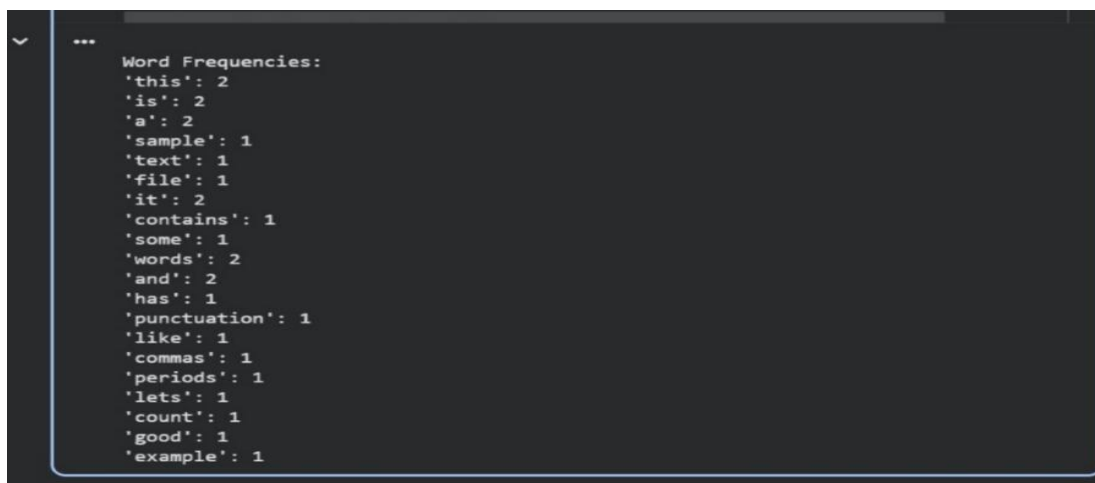 Word Frequencies:
'this': 2
'is': 2
'a': 2
'sample': 1
'text': 1
'file': 1
'it': 2
'contains': 1
'some': 1
'words': 2
'and': 2
'has': 1
'punctuation': 1
'like': 1
'commas': 1
'periods': 1
'lets': 1
'count': 1
'good': 1
'example': 1